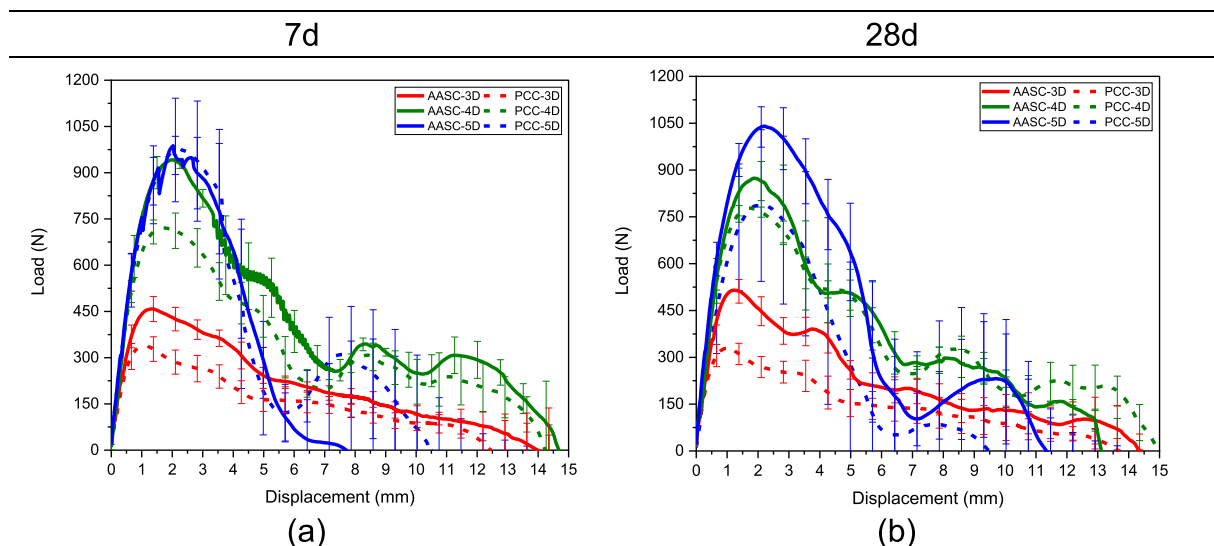 7d 28d
1200
1050
900
750
600
450
300
150
0
Load (N)
AASC-3D PCC-3D
AASC-4D PCC-4D
AASC-5D PCC-5D
0 1 2 3 4 5 6 7 8 9 10 11 12 13 14 15
Displacement (mm)
(a)
1200
1050
900
750
600
450
300
150
0
Load (N)
AASC-3D PCC-3D
AASC-4D PCC-4D
AASC-5D PCC-5D
0 1 2 3 4 5 6 7 8 9 10 11 12 13 14 15
Displacement (mm)
(b)